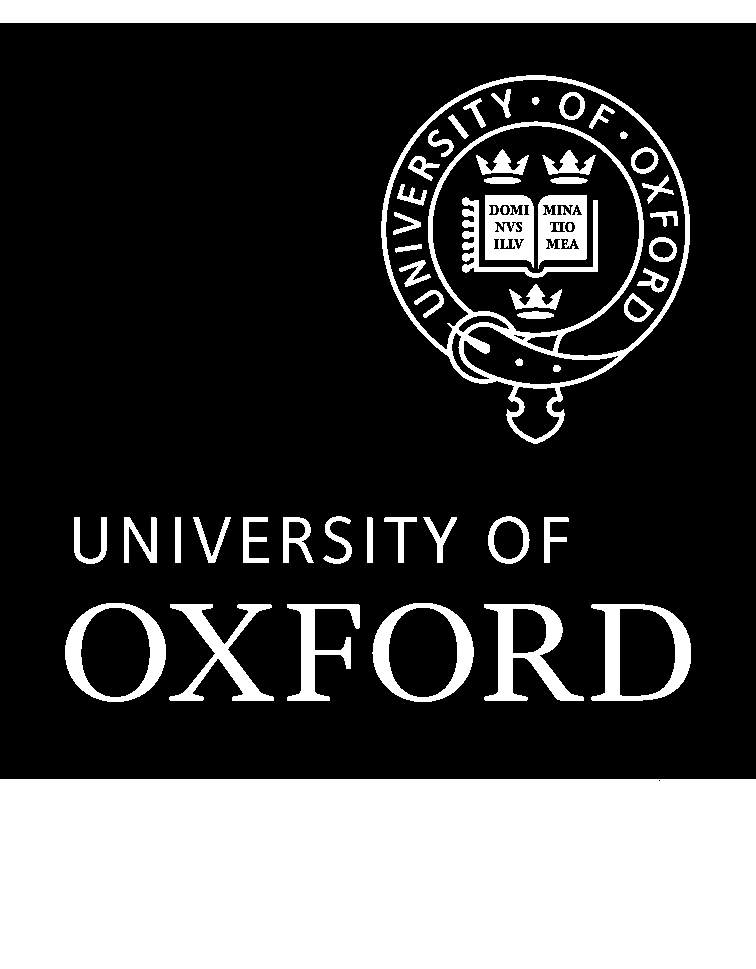 UNIVERSITY · OF · OXFORD
DOMI
NVS
ILLV
MINA
TIO
MEA
UNIVERSITY OF
OXFORD